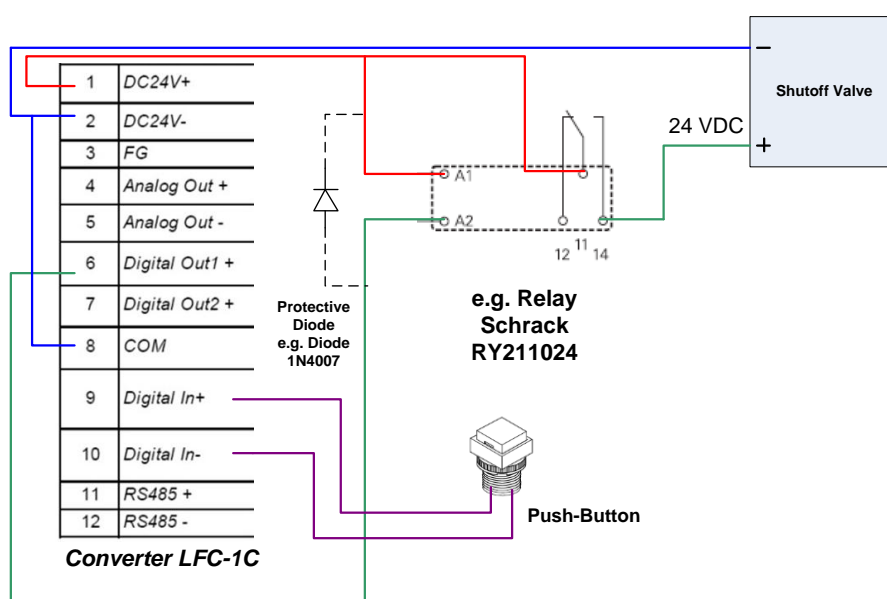 1 DC24V+
2 DC24V-
3 FG
4 Analog Out +
5 Analog Out -
6 Digital Out1 +
7 Digital Out2 +
8 COM
9 Digital In+
10 Digital In-
11 RS485 +
12 RS485 -
Converter LFC-1C
Protective
Diode
e.g. Diode
1N4007
A1
A2
12 11 14
e.g. Relay
Schrack
RY211024
24 VDC
−
Shutoff Valve
+
Push-Button